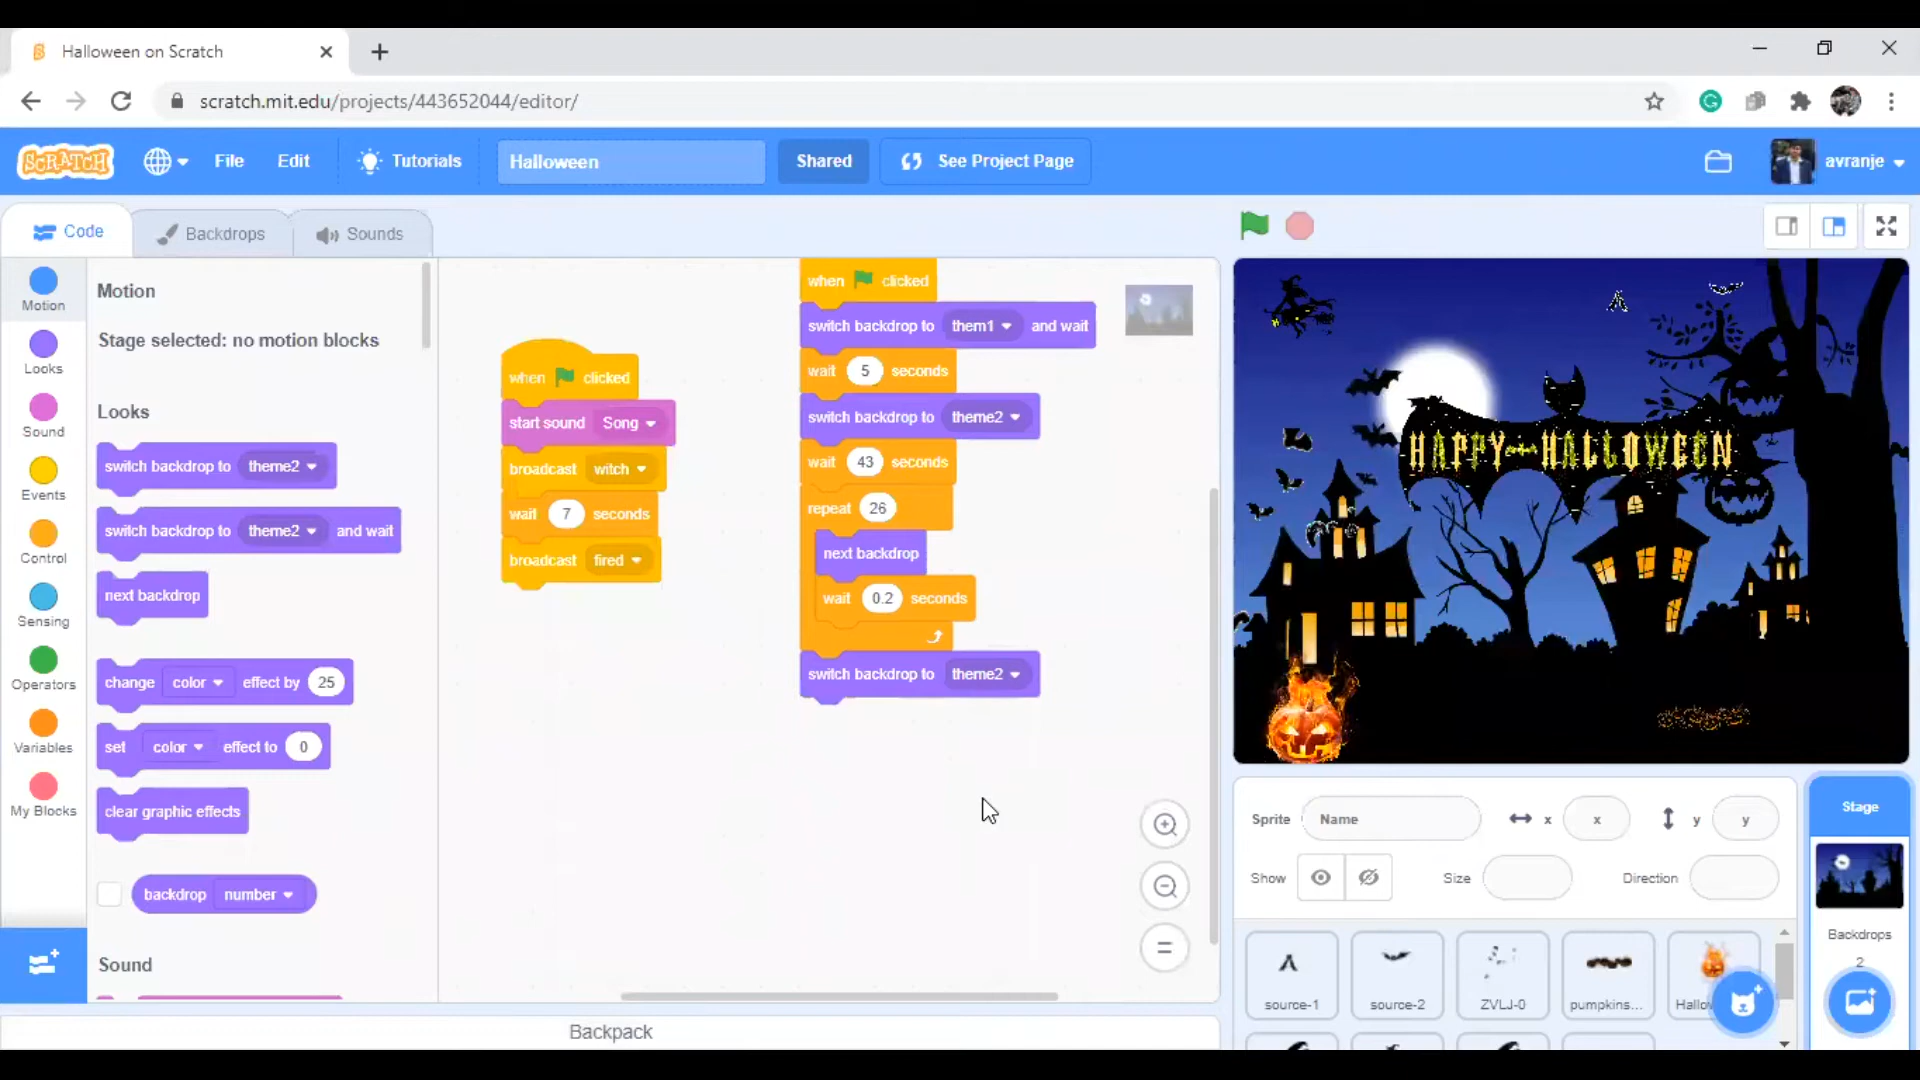 Halloween on Scratch
scratch.mit.edu/projects/443652044/editor/
SCRATCH
File
Edit
Tutorials
Halloween
Shared
See Project Page
avranje
Code
Backdrops
Sounds
Motion
Looks
Sound
Events
Control
Sensing
Operators
Variables
My Blocks
Motion
Stage selected: no motion blocks
Looks
switch backdrop to theme2
switch backdrop to theme2 and wait
next backdrop
change color effect by 25
set color effect to 0
clear graphic effects
backdrop number
Sound
when clicked
start sound Song
broadcast witch
wait 7 seconds
broadcast fired
when clicked
switch backdrop to them1 and wait
wait 5 seconds
switch backdrop to theme2
wait 43 seconds
repeat 26
next backdrop
wait 0.2 seconds
switch backdrop to theme2
Backpack
HAPPY HALLOWEEN
Sprite Name x x y y
Show Size Direction
source-1
source-2
ZVLJ-0
pumpkins...
Hallo
Stage
Backdrops
2